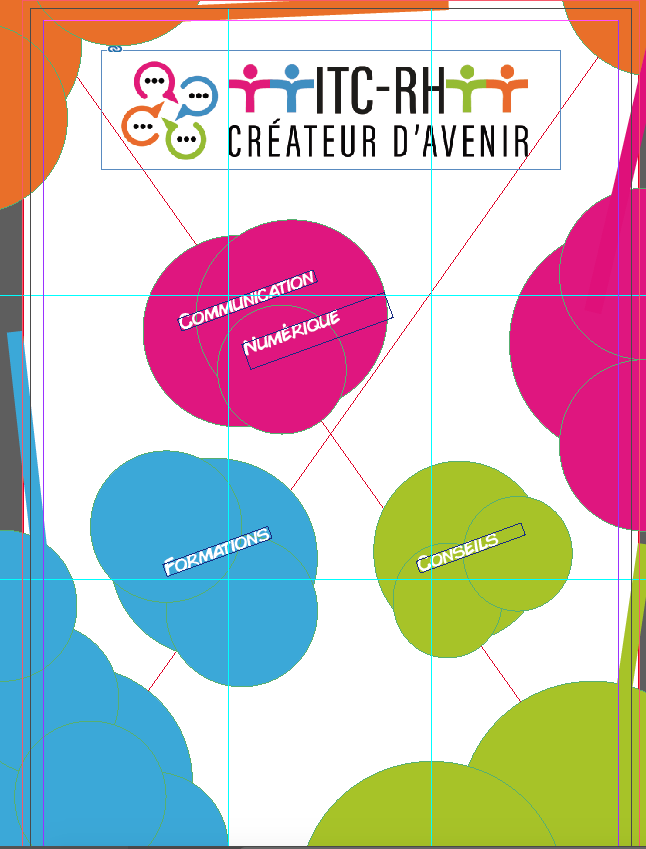 ITC-RH
CRÉATEUR D'AVENIR
COMMUNICATION
NUMÉRIQUE
FORMATIONS
CONSEILS